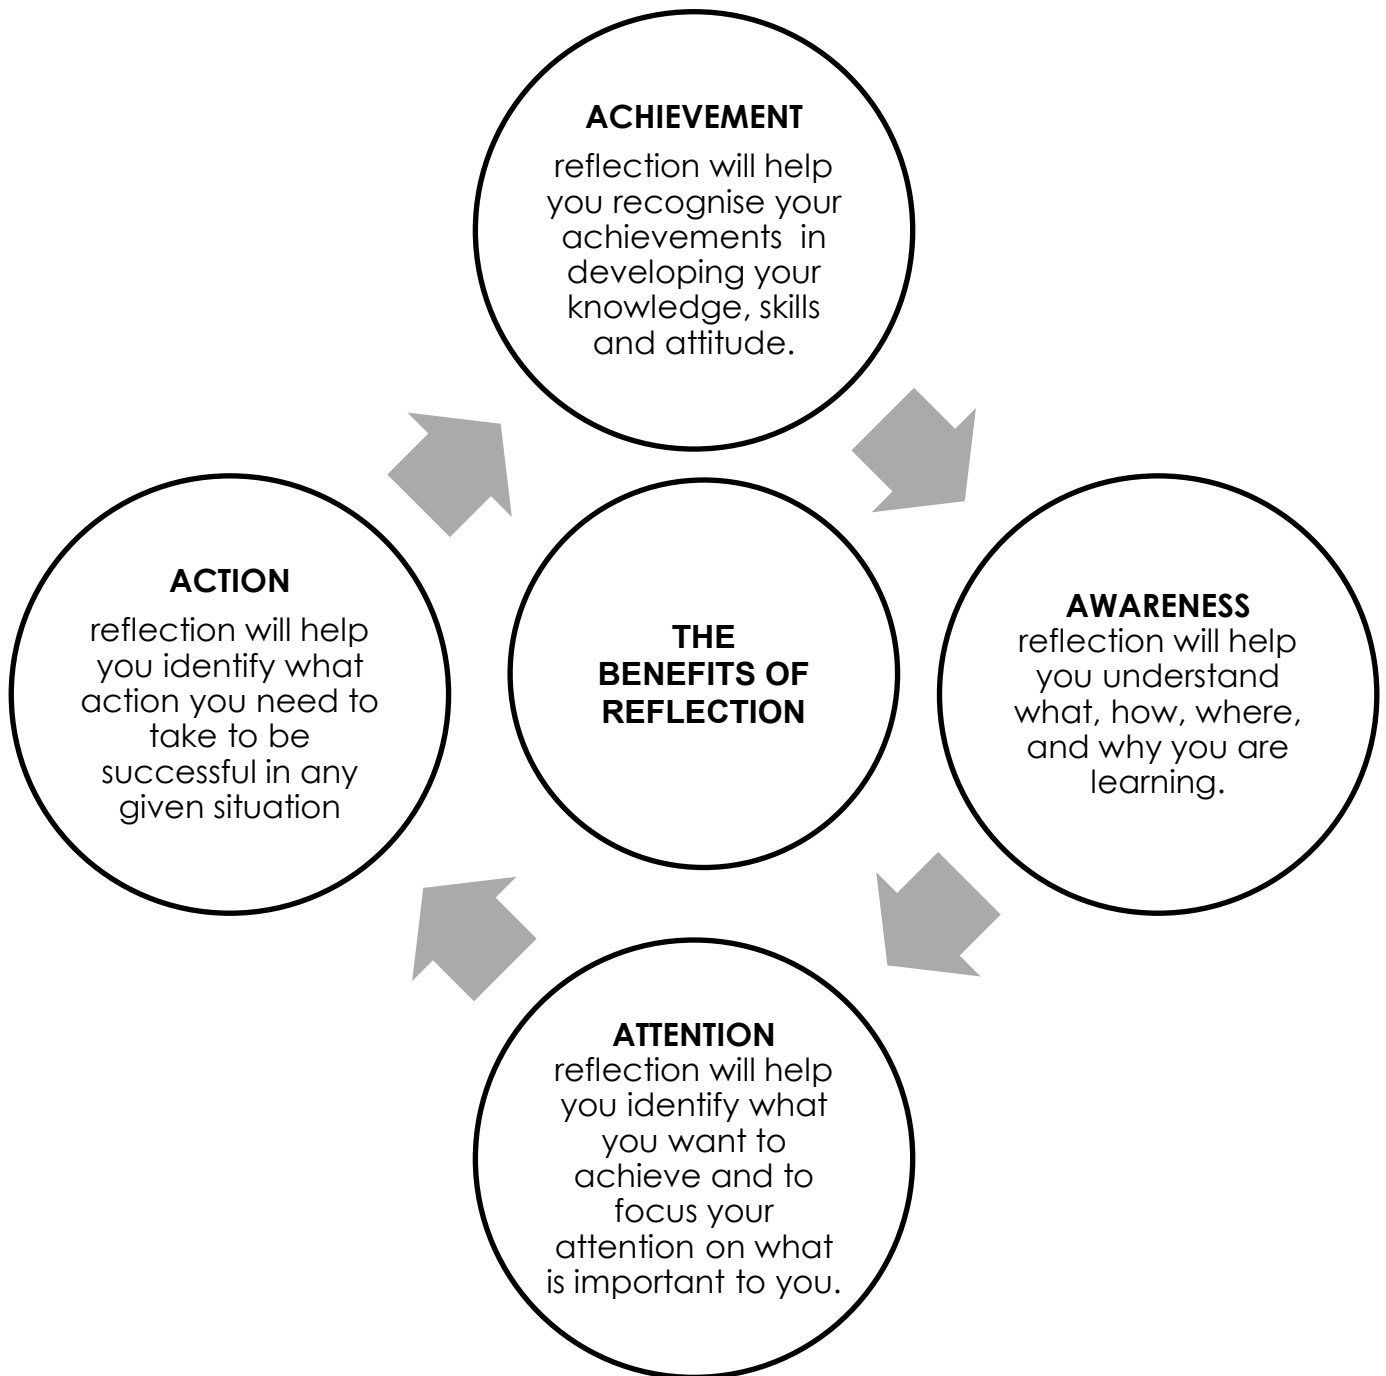 ACHIEVEMENT
reflection will help
you recognise your
achievements  in
developing your
knowledge, skills
and attitude.
ACTION
reflection will help
you identify what
action you need to
take to be
successful in any
given situation
THE
BENEFITS OF
REFLECTION
AWARENESS
reflection will help
you understand
what, how, where,
and why you are
learning.
ATTENTION
reflection will help
you identify what
you want to
achieve and to
focus your
attention on what
is important to you.